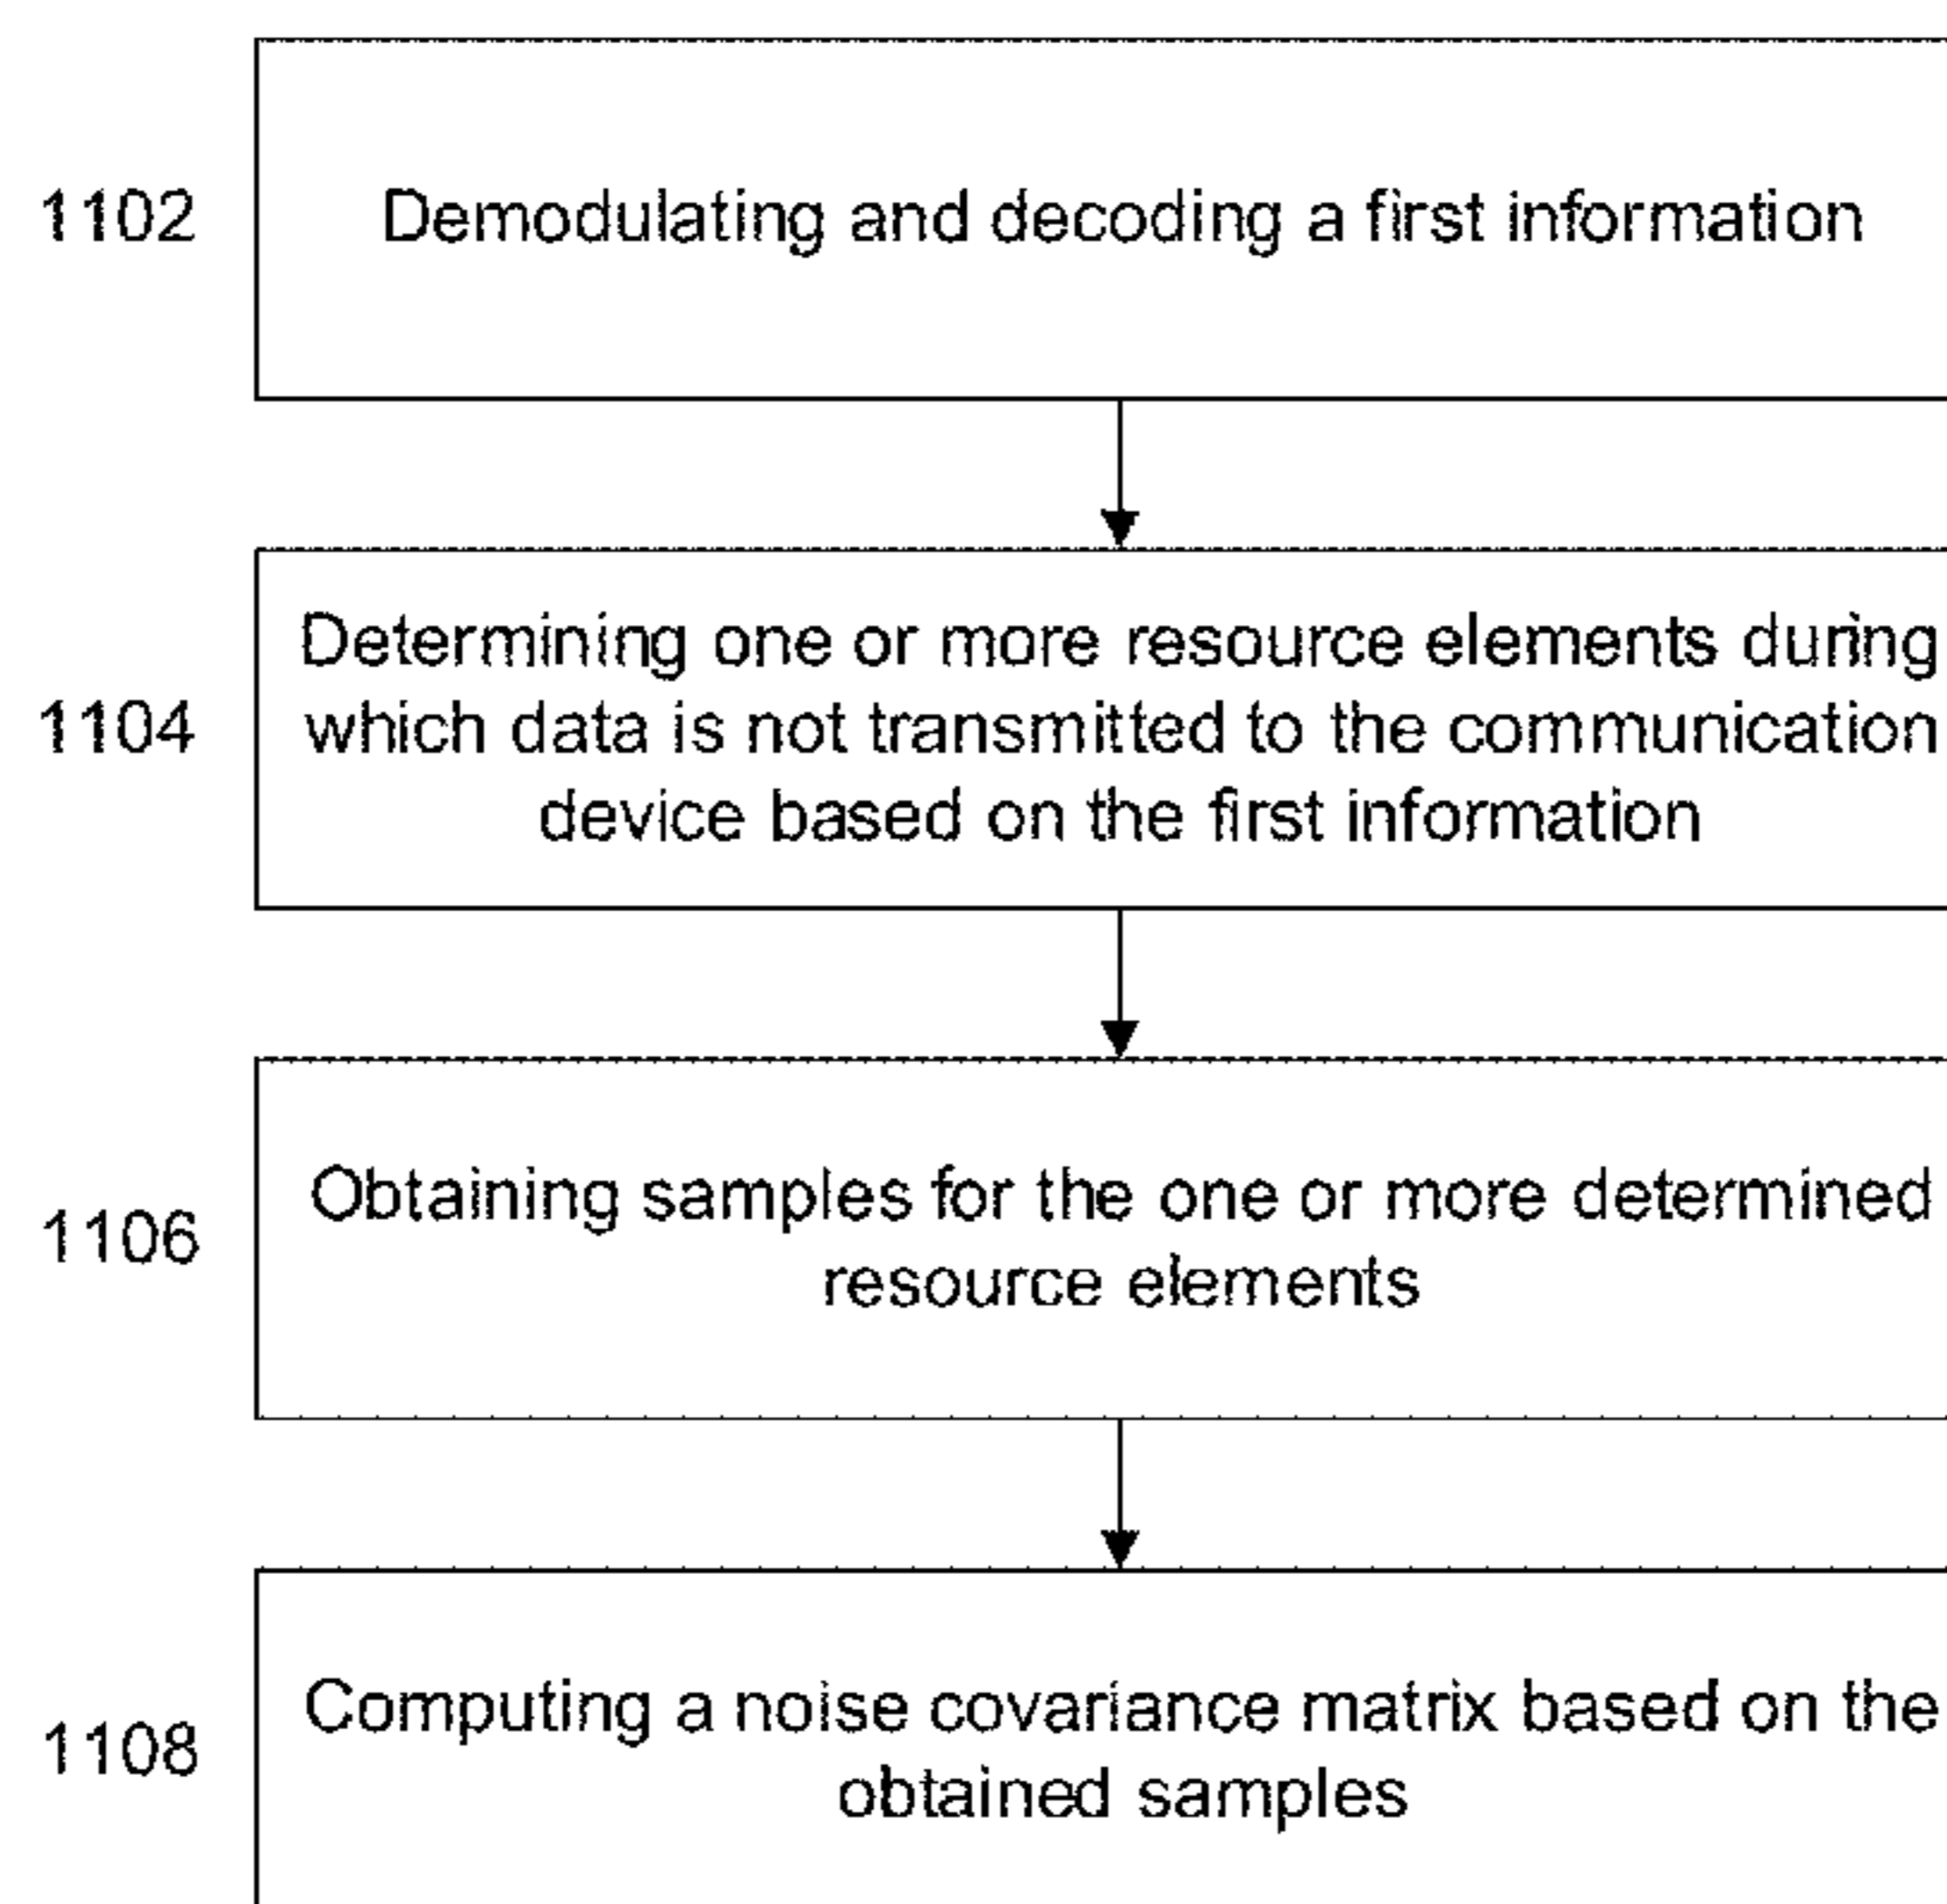 1102
Demodulating and decoding a first information
1104
Determining one or more resource elements during
which data is not transmitted to the communication
device based on the first information
1106
Obtaining samples for the one or more determined
resource elements
1108
Computing a noise covariance matrix based on the
obtained samples